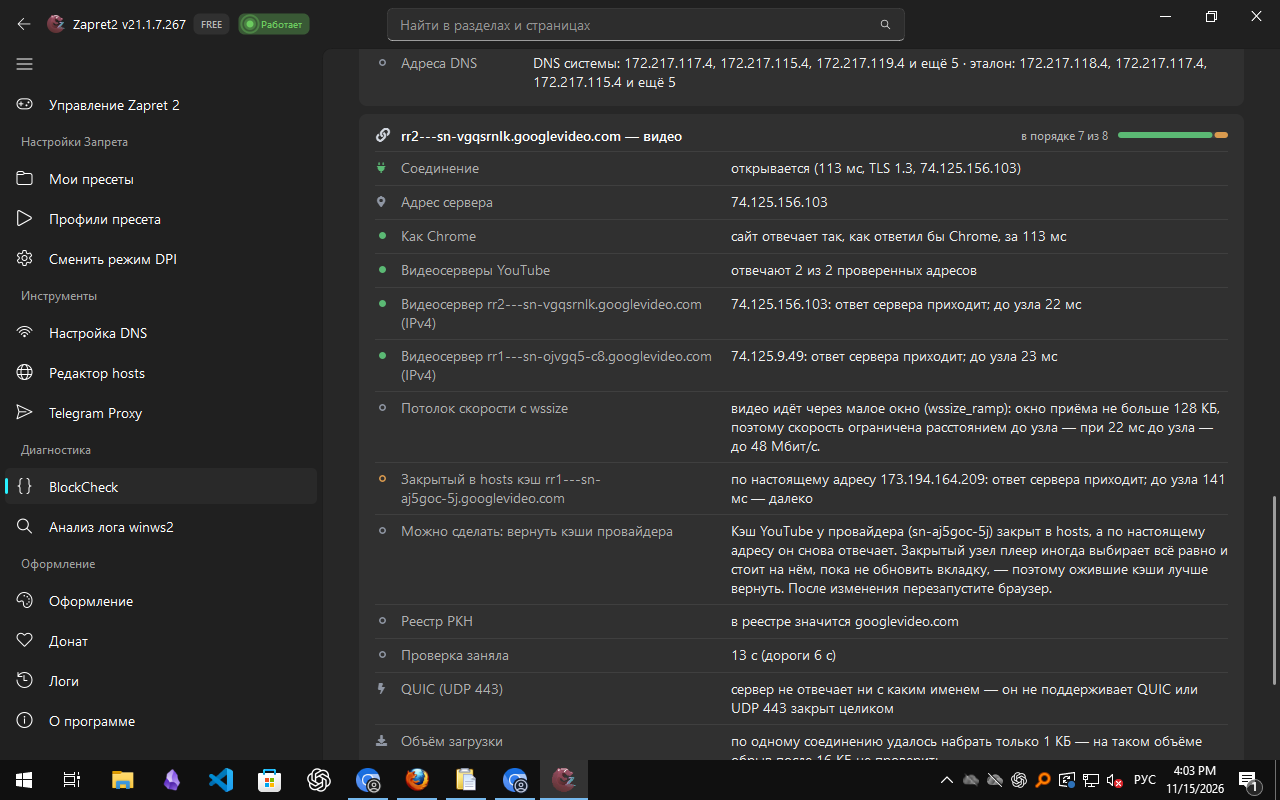 Zapret2 v21.1.7.267 FREE Работает
Найти в разделах и страницах
Управление Zapret 2
Настройки Запрета
Мои пресеты
Профили пресета
Сменить режим DPI
Инструменты
Настройка DNS
Редактор hosts
Telegram Proxy
Диагностика
BlockCheck
Анализ лога winws2
Оформление
Оформление
Донат
Логи
О программе
Адреса DNS
DNS системы: 172.217.117.4, 172.217.115.4, 172.217.119.4 и ещё 5 · эталон: 172.217.118.4, 172.217.117.4,
172.217.115.4 и ещё 5
rr2---sn-vgqsrnlk.googlevideo.com — видео
в порядке 7 из 8
Соединение
открывается (113 мс, TLS 1.3, 74.125.156.103)
Адрес сервера
74.125.156.103
Как Chrome
сайт отвечает так, как ответил бы Chrome, за 113 мс
Видеосерверы YouTube
отвечают 2 из 2 проверенных адресов
Видеосервер rr2---sn-vgqsrnlk.googlevideo.com
(IPv4)
74.125.156.103: ответ сервера приходит; до узла 22 мс
Видеосервер rr1---sn-ojvgq5-c8.googlevideo.com
(IPv4)
74.125.9.49: ответ сервера приходит; до узла 23 мс
Потолок скорости с wssize
видео идёт через малое окно (wssize_ramp): окно приёма не больше 128 КБ,
поэтому скорость ограничена расстоянием до узла — при 22 мс до узла —
до 48 Мбит/с.
Закрытый в hosts кэш rr1---sn-
aj5goc-5j.googlevideo.com
по настоящему адресу 173.194.164.209: ответ сервера приходит; до узла 141
мс — далеко
Можно сделать: вернуть кэши провайдера
Кэш YouTube у провайдера (sn-aj5goc-5j) закрыт в hosts, а по настоящему
адресу он снова отвечает. Закрытый узел плеер иногда выбирает всё равно и
стоит на нём, пока не обновить вкладку, — поэтому ожившие кэши лучше
вернуть. После изменения перезапустите браузер.
Реестр РКН
в реестре значится googlevideo.com
Проверка заняла
13 с (дороги 6 с)
QUIC (UDP 443)
сервер не отвечает ни с каким именем — он не поддерживает QUIC или
UDP 443 закрыт целиком
Объём загрузки
по одному соединению удалось набрать только 1 КБ — на таком объёме
обрыв после 16 КБ не проверить
РУС
4:03 PM
11/15/2026
1